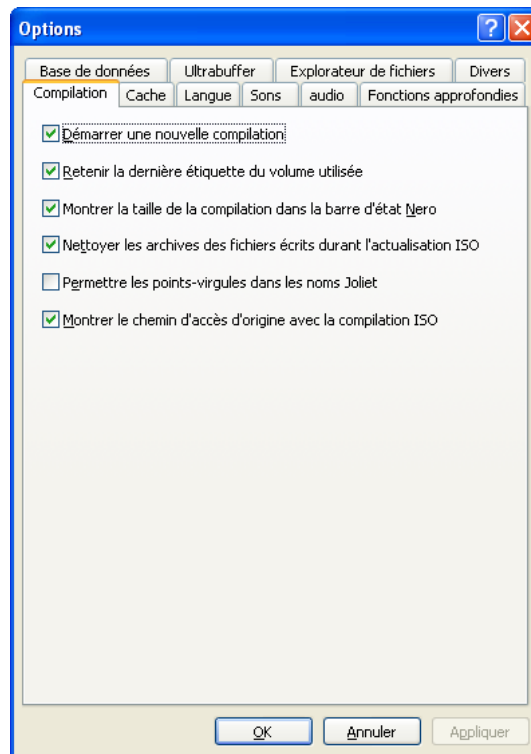 Options
Base de données Ultrabuffer Explorateur de fichiers Divers
Compilation Cache Langue Sons audio Fonctions approfondies
Démarrer une nouvelle compilation
Retenir la dernière étiquette du volume utilisée
Montrer la taille de la compilation dans la barre d'état Nero
Nettoyer les archives des fichiers écrits durant l'actualisation ISO
Permettre les points-virgules dans les noms Joliet
Montrer le chemin d'accès d'origine avec la compilation ISO
OK Annuler Appliquer